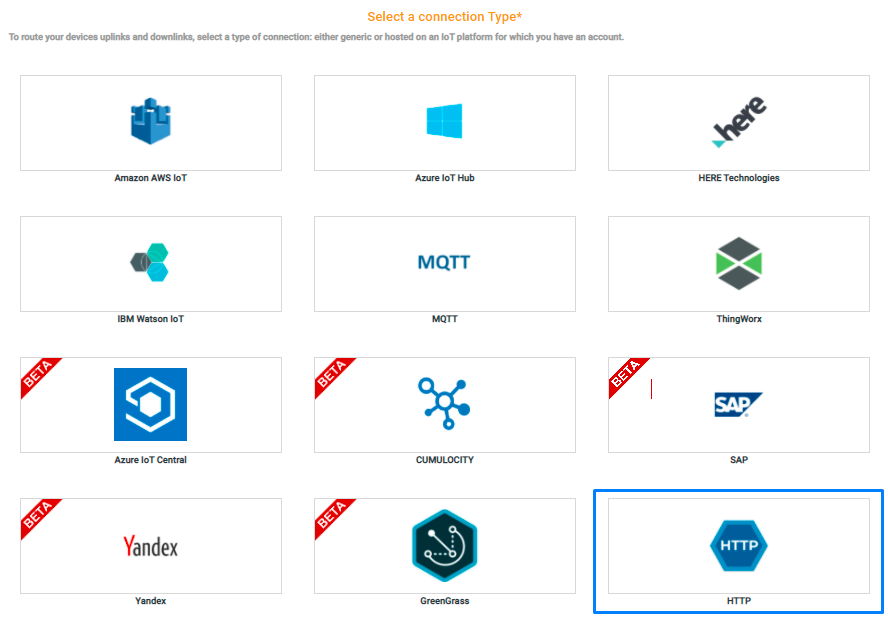 Select a connection Type*
To route your devices uplinks and downlinks, select a type of connection: either generic or hosted on an IoT platform for which you have an account.
here
Amazon AWS IoT
Azure IoT Hub
HERE Technologies
MQTT
IBM Watson IoT
MQTT
ThingWorx
BETA
BETA
BETA
SAP
Azure IoT Central
CUMULOCITY
SAP
BETA
BETA
Yandex
HTTP
Yandex
GreenGrass
HTTP